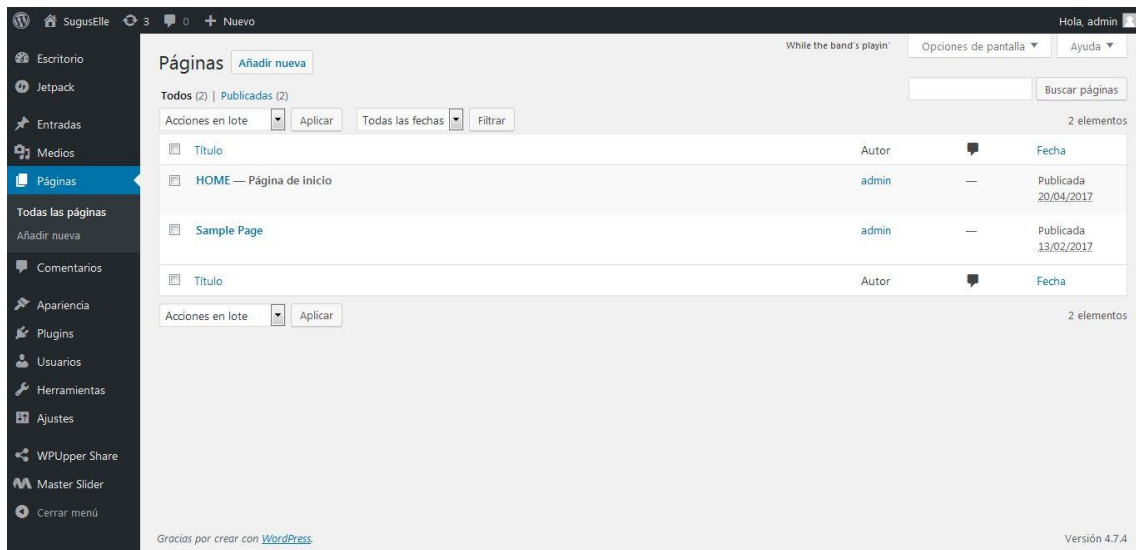 SugusElle 3 0 Nuevo Hola, admin
Escritorio
Jetpack
Entradas
Medios
Páginas
Todas las páginas
Añadir nueva
Comentarios
Apariencia
Plugins
Usuarios
Herramientas
Ajustes
WPUpper Share
Master Slider
Cerrar menú
While the band's playin' Opciones de pantalla Ayuda
Páginas Añadir nueva
Todos (2) | Publicadas (2) Buscar páginas
Acciones en lote Aplicar Todas las fechas Filtrar 2 elementos
Título Autor Fecha
HOME — Página de inicio admin — Publicada
20/04/2017
Sample Page admin — Publicada
13/02/2017
Título Autor Fecha
Acciones en lote Aplicar 2 elementos
Gracias por crear con WordPress. Versión 4.7.4